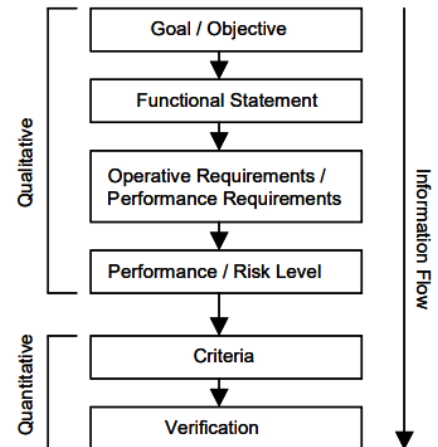 Goal / Objective
Functional Statement
Operative Requirements /
Performance Requirements
Performance / Risk Level
Criteria
Verification
Qualitative
Quantitative
Information Flow